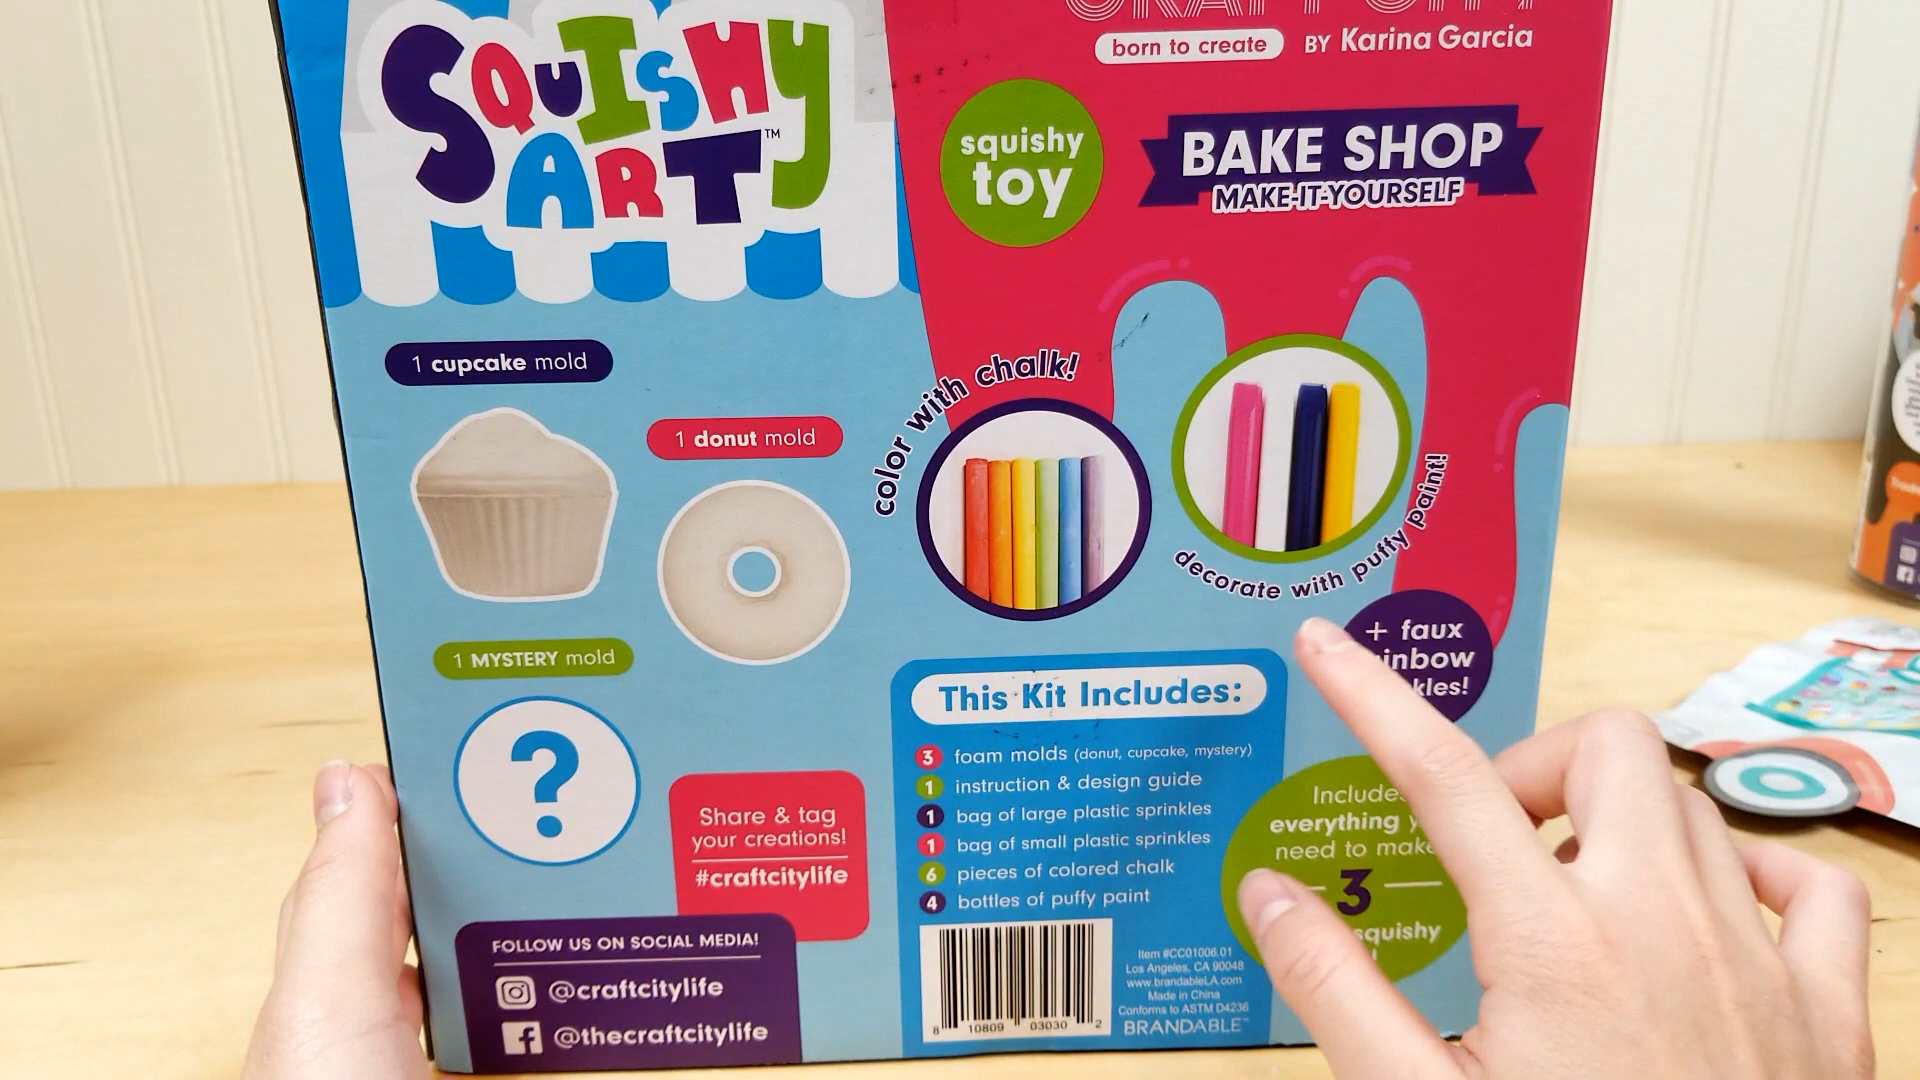 SQUISHY
ART™
born to create BY Karina Garcia
squishy
toy
BAKE SHOP
MAKE-IT-YOURSELF
1 cupcake mold
1 donut mold
1 MYSTERY mold
?
color with chalk!
decorate with puffy paint!
+ faux
This Kit Includes:
3 foam molds (donut, cupcake, mystery)
1 instruction & design guide
1 bag of large plastic sprinkles
1 bag of small plastic sprinkles
6 pieces of colored chalk
4 bottles of puffy paint
everything
need to make
3
squishy
Share & tag
your creations!
#craftcitylife
FOLLOW US ON SOCIAL MEDIA!
@craftcitylife
@thecraftcitylife
8 10809 03030 2
Item #CC01006.01
Los Angeles, CA 90048
www.brandableLA.com
Made in China
Conforms to ASTM D4236
BRANDABLE™